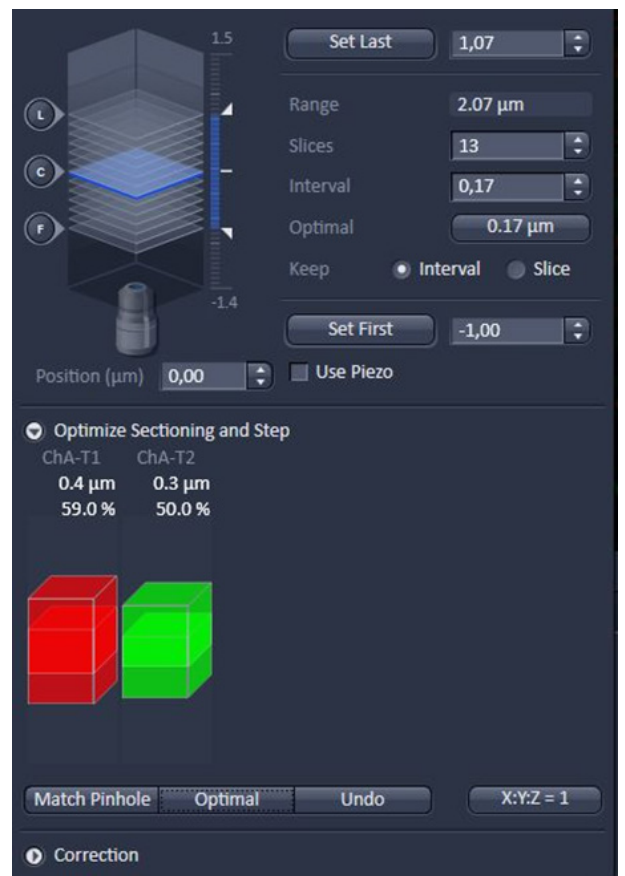 1.5
Set Last 1,07
L
Range 2.07 µm
Slices 13
C
Interval 0,17
F
Optimal 0.17 µm
Keep Interval Slice
-1.4
Set First -1,00
Position (µm) 0,00 Use Piezo
Optimize Sectioning and Step
ChA-T1 ChA-T2
0.4 µm 0.3 µm
59.0 % 50.0 %
Match Pinhole Optimal Undo X:Y:Z = 1
Correction